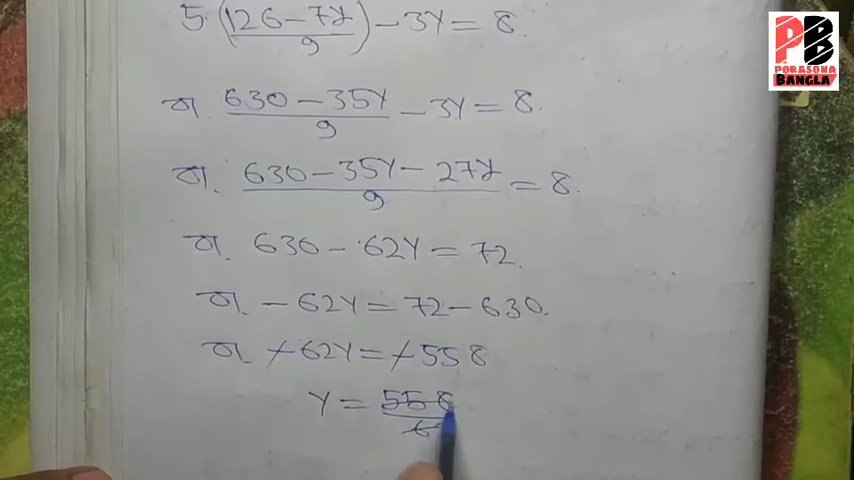 5. (126 - 7y / 9) - 3y = 8.
বা. 630 - 35y / 9 - 3y = 8.
বা. 630 - 35y - 27y / 9 = 8.
বা. 630 - 62y = 72.
বা. - 62y = 72 - 630.
বা. - 62y = - 558
y = 558
PB
PORASONA
BANGLA